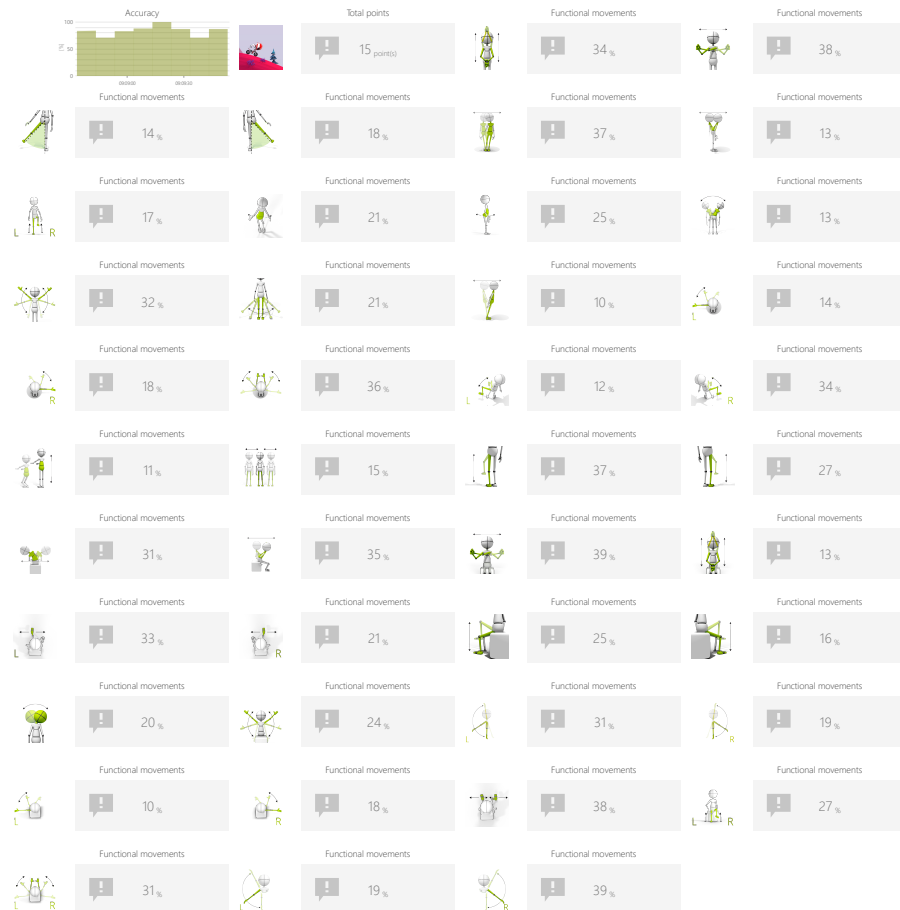 Accuracy
100
50
0
[%]
Total points
15 point(s)
Functional movements
34 %
Functional movements
38 %
Functional movements
14 %
Functional movements
18 %
Functional movements
37 %
Functional movements
13 %
L R
Functional movements
17 %
Functional movements
21 %
Functional movements
25 %
Functional movements
13 %
Functional movements
32 %
Functional movements
21 %
Functional movements
10 %
L
Functional movements
14 %
R
Functional movements
18 %
Functional movements
36 %
L
Functional movements
12 %
R
Functional movements
34 %
Functional movements
11 %
Functional movements
15 %
Functional movements
37 %
Functional movements
27 %
Functional movements
31 %
Functional movements
35 %
Functional movements
39 %
Functional movements
13 %
L
Functional movements
33 %
R
Functional movements
21 %
Functional movements
25 %
Functional movements
16 %
Functional movements
20 %
Functional movements
24 %
L
Functional movements
31 %
R
Functional movements
19 %
L
Functional movements
10 %
R
Functional movements
18 %
Functional movements
38 %
L R
Functional movements
27 %
Functional movements
31 %
L
Functional movements
19 %
R
Functional movements
39 %